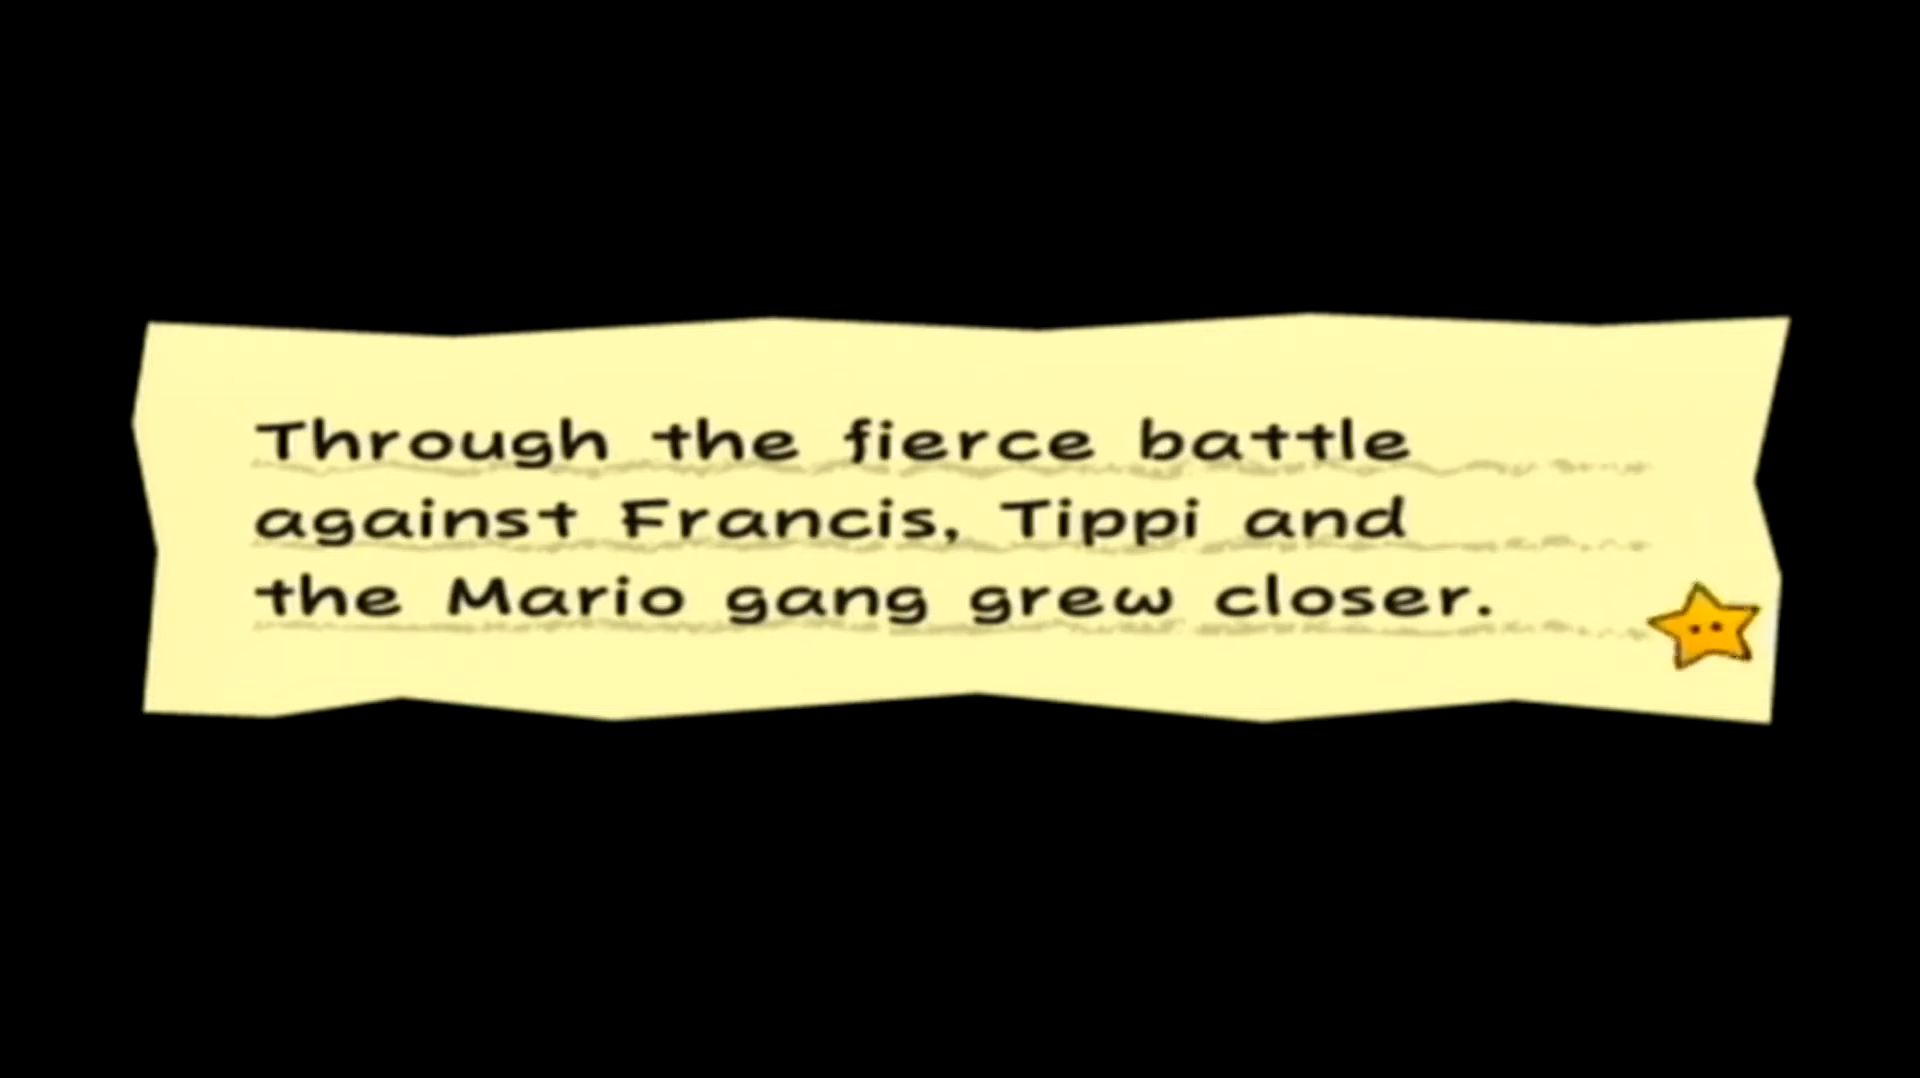 Through the fierce battle
against Francis, Tippi and
the Mario gang grew closer.